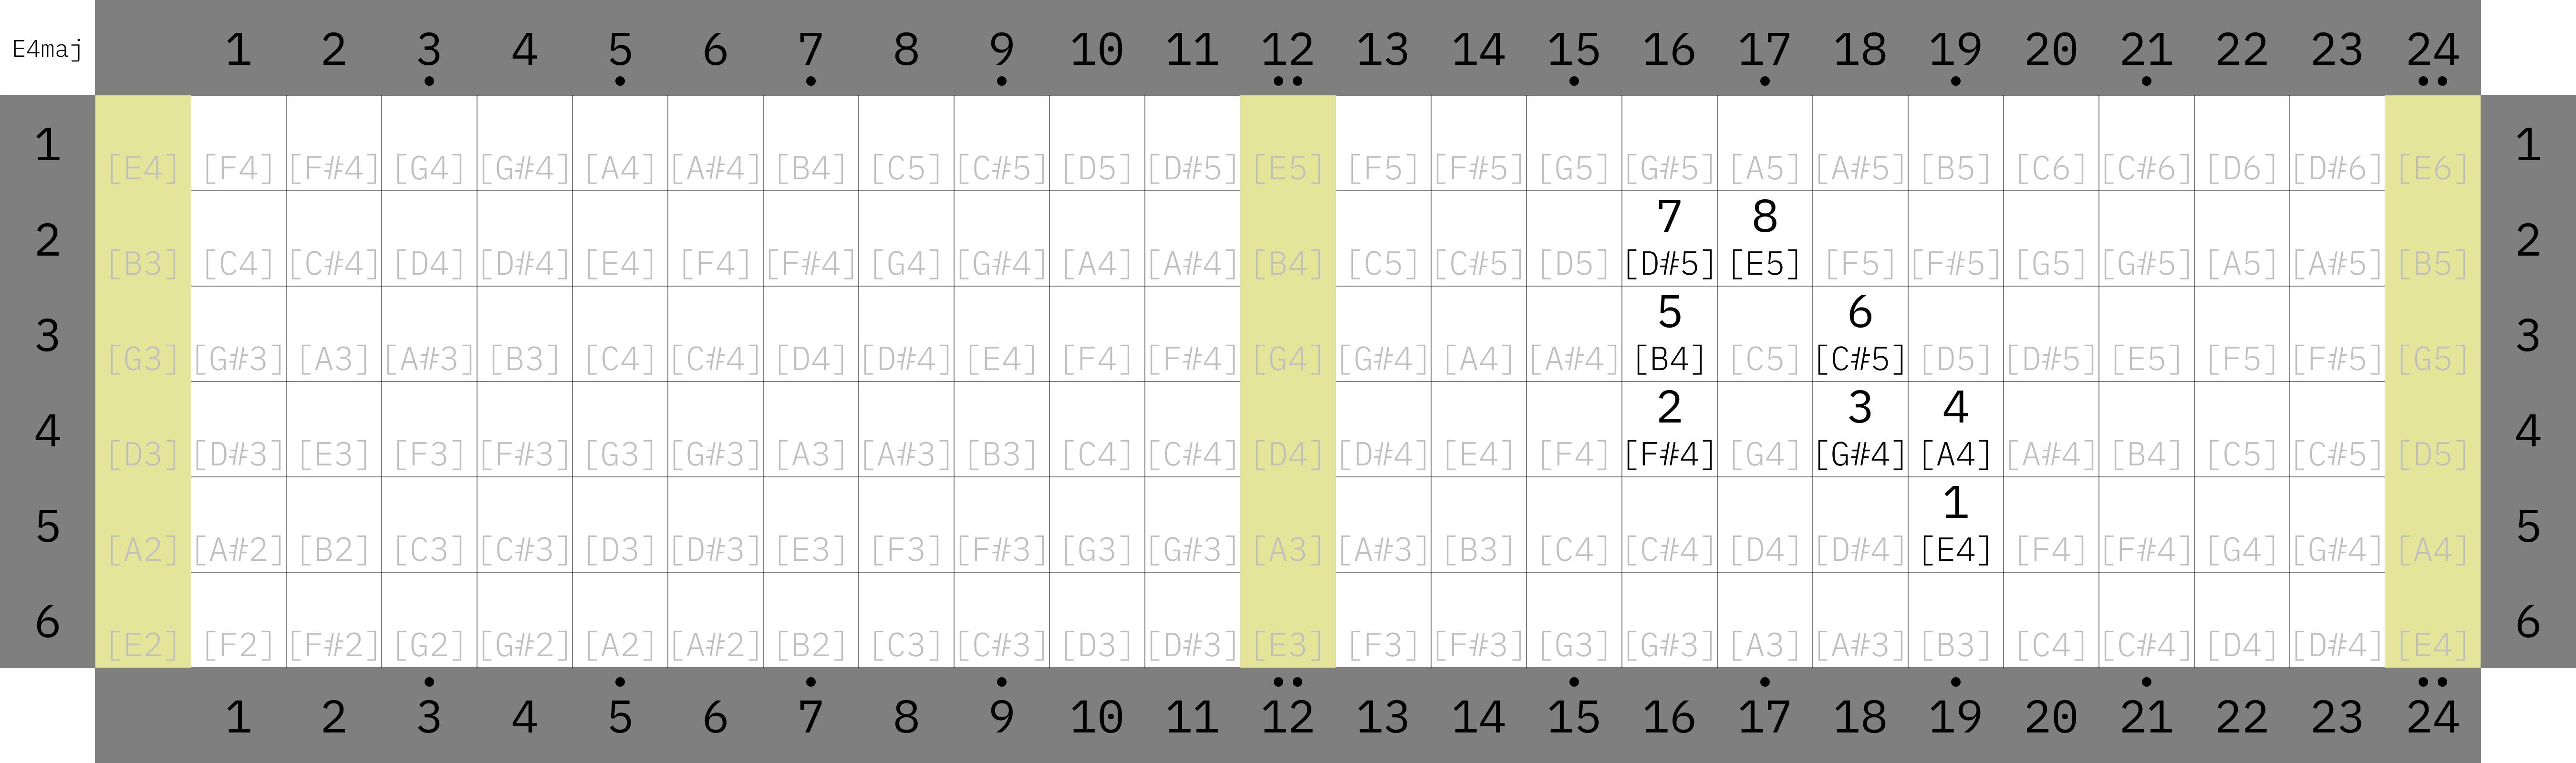 E4maj 1 2 3 4 5 6 7 8 9 10 11 12 13 14 15 16 17 18 19 20 21 22 23 24
1 [E4] [F4] [F#4] [G4] [G#4] [A4] [A#4] [B4] [C5] [C#5] [D5] [D#5] [E5] [F5] [F#5] [G5] [G#5] [A5] [A#5] [B5] [C6] [C#6] [D6] [D#6] [E6] 1
7 8
2 [B3] [C4] [C#4] [D4] [D#4] [E4] [F4] [F#4] [G4] [G#4] [A4] [A#4] [B4] [C5] [C#5] [D5] [D#5] [E5] [F5] [F#5] [G5] [G#5] [A5] [A#5] [B5] 2
5 6
3 [G3] [G#3] [A3] [A#3] [B3] [C4] [C#4] [D4] [D#4] [E4] [F4] [F#4] [G4] [G#4] [A4] [A#4] [B4] [C5] [C#5] [D5] [D#5] [E5] [F5] [F#5] [G5] 3
2 3 4
4 [D3] [D#3] [E3] [F3] [F#3] [G3] [G#3] [A3] [A#3] [B3] [C4] [C#4] [D4] [D#4] [E4] [F4] [F#4] [G4] [G#4] [A4] [A#4] [B4] [C5] [C#5] [D5] 4
1
5 [A2] [A#2] [B2] [C3] [C#3] [D3] [D#3] [E3] [F3] [F#3] [G3] [G#3] [A3] [A#3] [B3] [C4] [C#4] [D4] [D#4] [E4] [F4] [F#4] [G4] [G#4] [A4] 5
6 [E2] [F2] [F#2] [G2] [G#2] [A2] [A#2] [B2] [C3] [C#3] [D3] [D#3] [E3] [F3] [F#3] [G3] [G#3] [A3] [A#3] [B3] [C4] [C#4] [D4] [D#4] [E4] 6
1 2 3 4 5 6 7 8 9 10 11 12 13 14 15 16 17 18 19 20 21 22 23 24